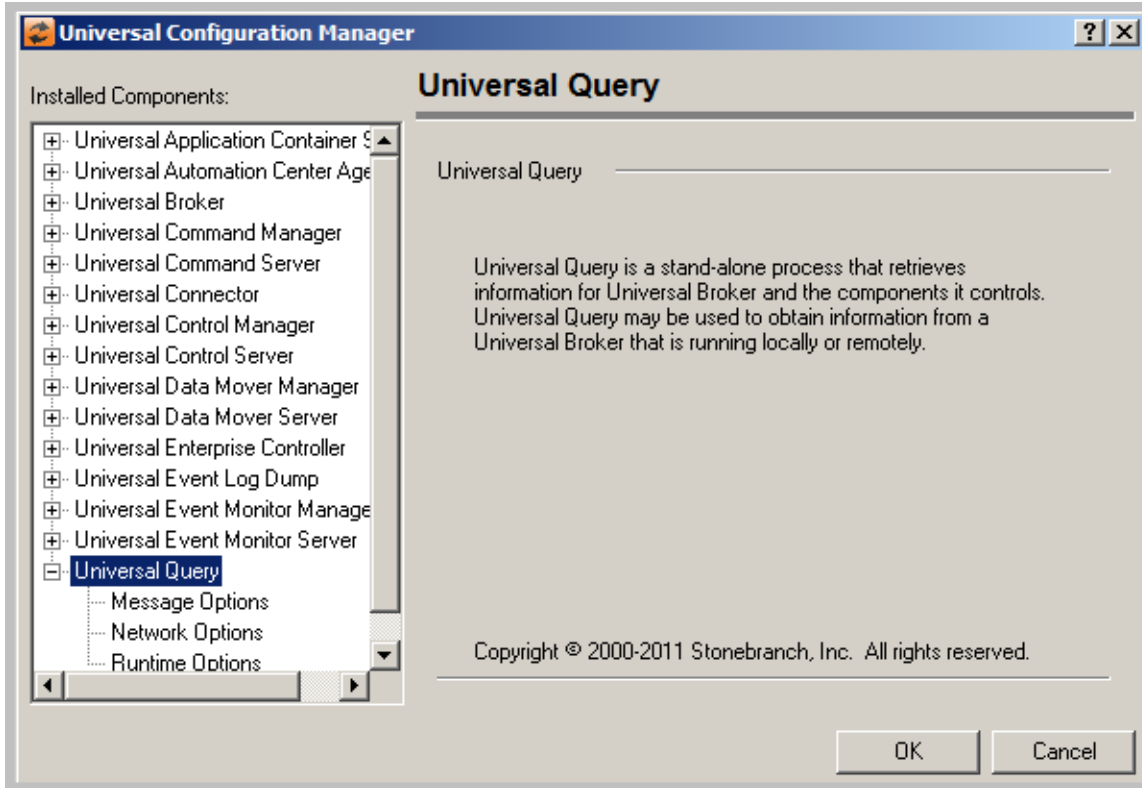 Universal Configuration Manager
Installed Components:
Universal Application Container S
Universal Automation Center Age
Universal Broker
Universal Command Manager
Universal Command Server
Universal Connector
Universal Control Manager
Universal Control Server
Universal Data Mover Manager
Universal Data Mover Server
Universal Enterprise Controller
Universal Event Log Dump
Universal Event Monitor Manage
Universal Event Monitor Server
Universal Query
Message Options
Network Options
Runtime Options
Universal Query
Universal Query
Universal Query is a stand-alone process that retrieves
information for Universal Broker and the components it controls.
Universal Query may be used to obtain information from a
Universal Broker that is running locally or remotely.
Copyright © 2000-2011 Stonebranch, Inc. All rights reserved.
OK
Cancel